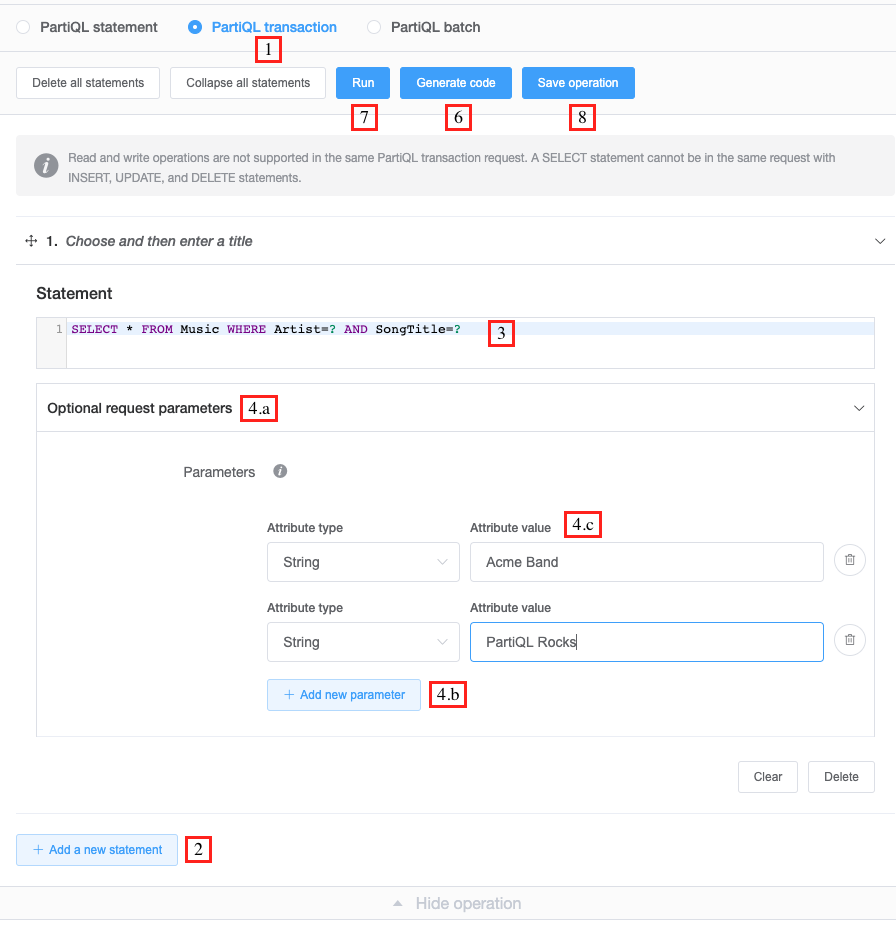 PartiQL statement PartiQL transaction PartiQL batch
1
Delete all statements Collapse all statements Run Generate code Save operation
7 6 8
i Read and write operations are not supported in the same PartiQL transaction request. A SELECT statement cannot be in the same request with
INSERT, UPDATE, and DELETE statements.
1. Choose and then enter a title
Statement
1 SELECT * FROM Music WHERE Artist=? AND SongTitle=? 3
Optional request parameters 4.a
Parameters i
Attribute type Attribute value 4.c
String Acme Band
Attribute type Attribute value
String PartiQL Rocks
+ Add new parameter 4.b
Clear Delete
+ Add a new statement 2
Hide operation